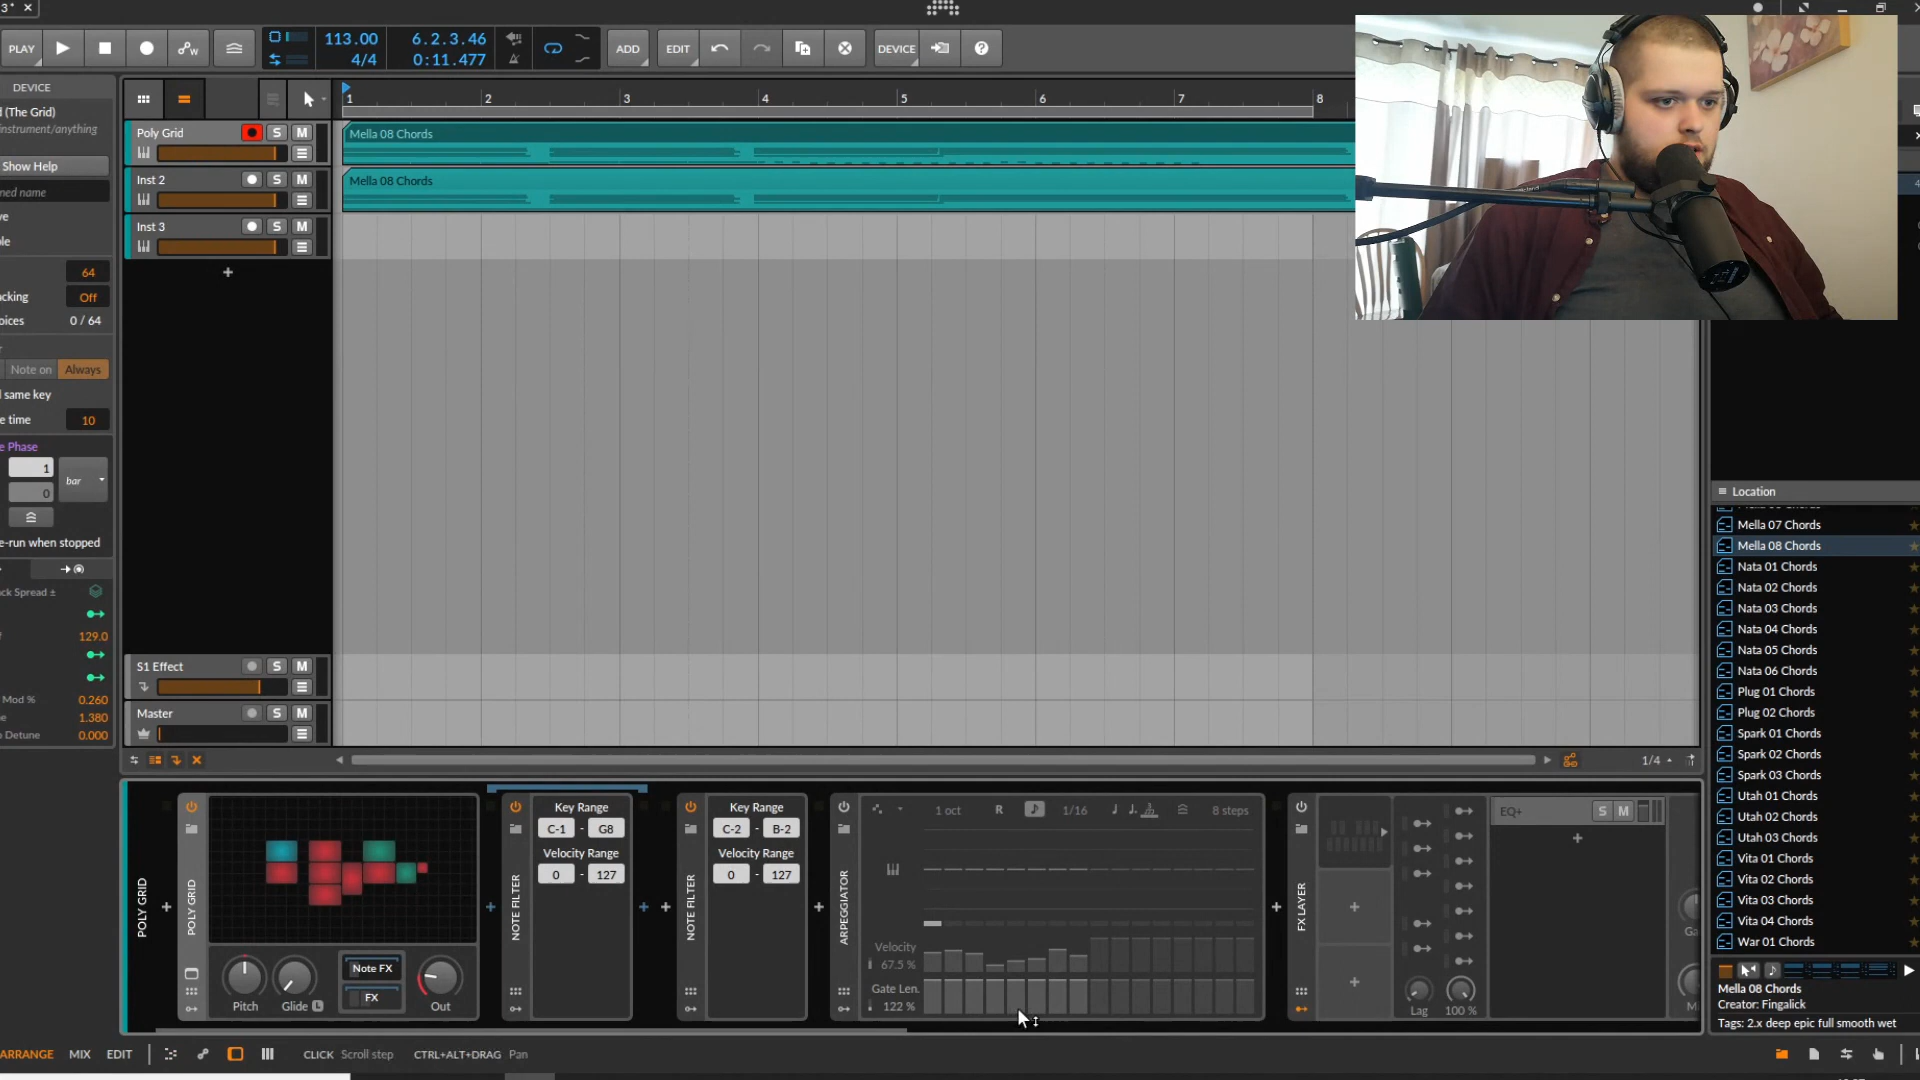 3*
PLAY
113.00
4/4
6.2.3.46
0:11.477
ADD
EDIT
DEVICE
DEVICE
(The Grid)
instrument/anything
Show Help
64
Off
0 / 64
Note on
Always
same key
10
Phase
1
bar
0
-run when stopped
129.0
Mod %
0.260
1.380
Detune
0.000
1
2
3
4
5
6
7
8
Poly Grid
S
M
Mella 08 Chords
Inst 2
S
M
Mella 08 Chords
Inst 3
S
M
S1 Effect
S
M
Master
S
M
1/4
Location
Mella 07 Chords
Mella 08 Chords
Nata 01 Chords
Nata 02 Chords
Nata 03 Chords
Nata 04 Chords
Nata 05 Chords
Nata 06 Chords
Plug 01 Chords
Plug 02 Chords
Spark 01 Chords
Spark 02 Chords
Spark 03 Chords
Utah 01 Chords
Utah 02 Chords
Utah 03 Chords
Vita 01 Chords
Vita 02 Chords
Vita 03 Chords
Vita 04 Chords
War 01 Chords
Mella 08 Chords
Creator: Fingalick
Tags: 2.x deep epic full smooth wet
POLY GRID
POLY GRID
Pitch
Glide L
Note FX
FX
Out
NOTE FILTER
Key Range
C-1 - G8
Velocity Range
0 - 127
NOTE FILTER
Key Range
C-2 - B-2
Velocity Range
0 - 127
ARPEGGIATOR
1 oct
R
1/16
8 steps
Velocity
67.5 %
Gate Len.
122 %
FX LAYER
Lag
100 %
EQ+
S
M
ARRANGE
MIX
EDIT
CLICK Scroll step
CTRL+ALT+DRAG Pan